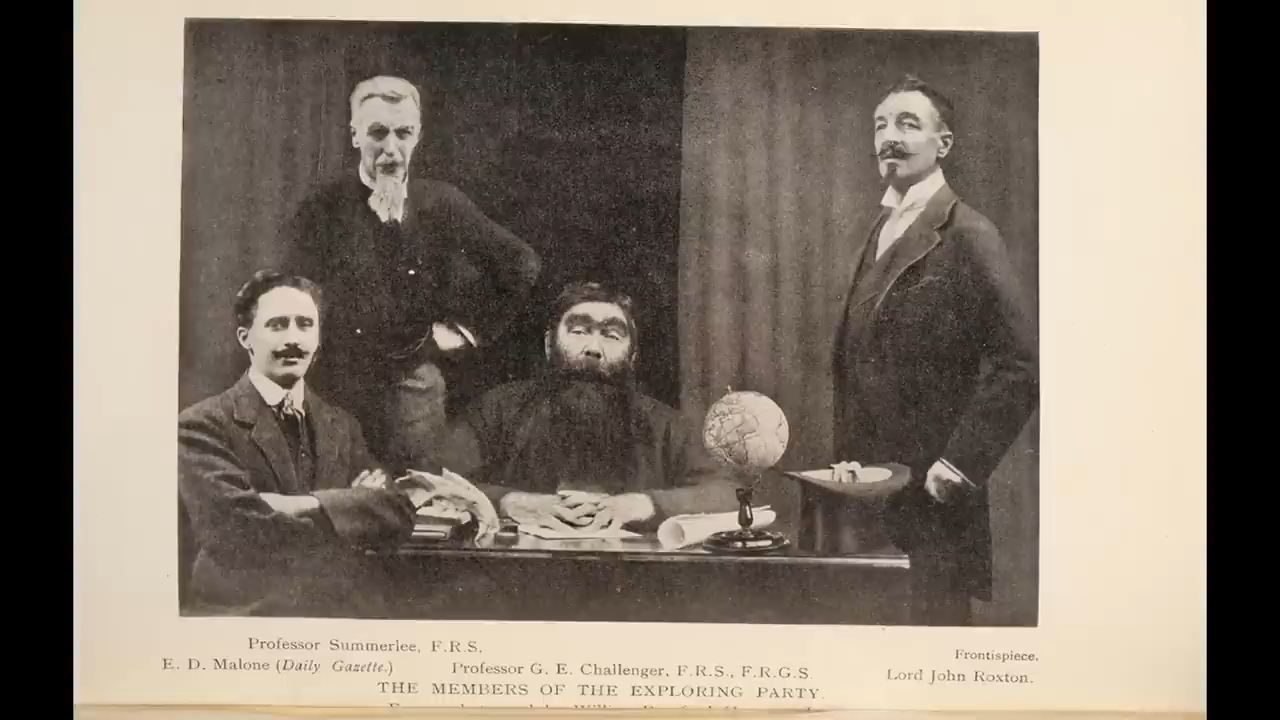 Professor Summerlee, F.R.S.
Frontispiece.
E. D. Malone (Daily Gazette.) Professor G. E. Challenger, F.R.S., F.R.G.S. Lord John Roxton.
THE MEMBERS OF THE EXPLORING PARTY.